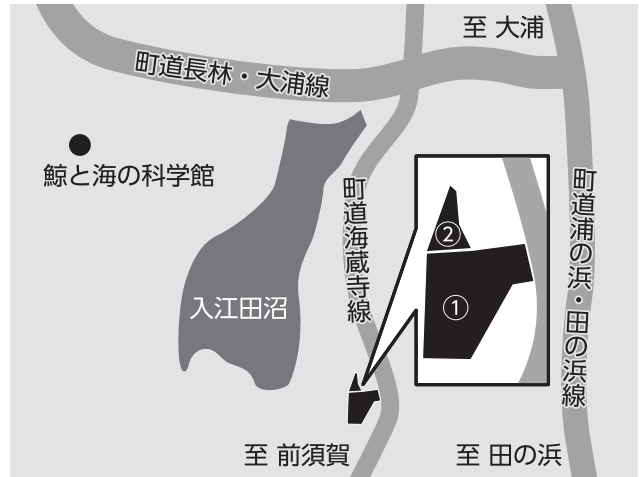 至 大浦
町道長林・大浦線
鯨と海の科学館
町道海蔵寺線
町道浦の浜・田の浜線
②
①
入江田沼
至 前須賀
至 田の浜